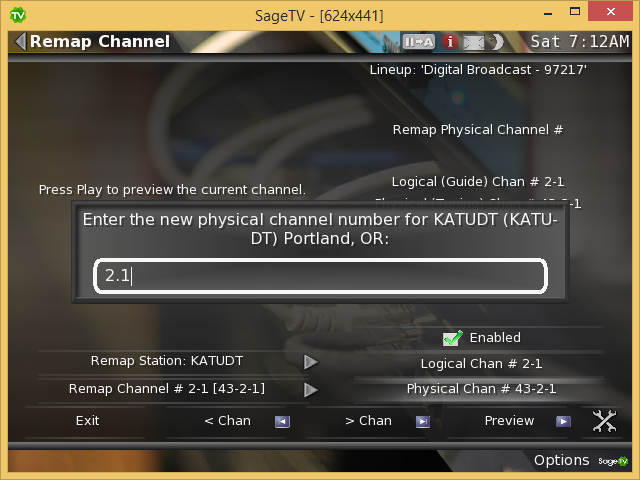 SageTV - [624x441]
Remap Channel
Sat 7:12AM
Lineup: 'Digital Broadcast - 97217'
Remap Physical Channel #
Logical (Guide) Chan # 2-1
Press Play to preview the current channel.
Enter the new physical channel number for KATUDT (KATU-
DT) Portland, OR:
2.1
Enabled
Remap Station: KATUDT
Logical Chan # 2-1
Remap Channel # 2-1 [43-2-1]
Physical Chan # 43-2-1
Exit
< Chan
> Chan
Preview
Options
SageTV